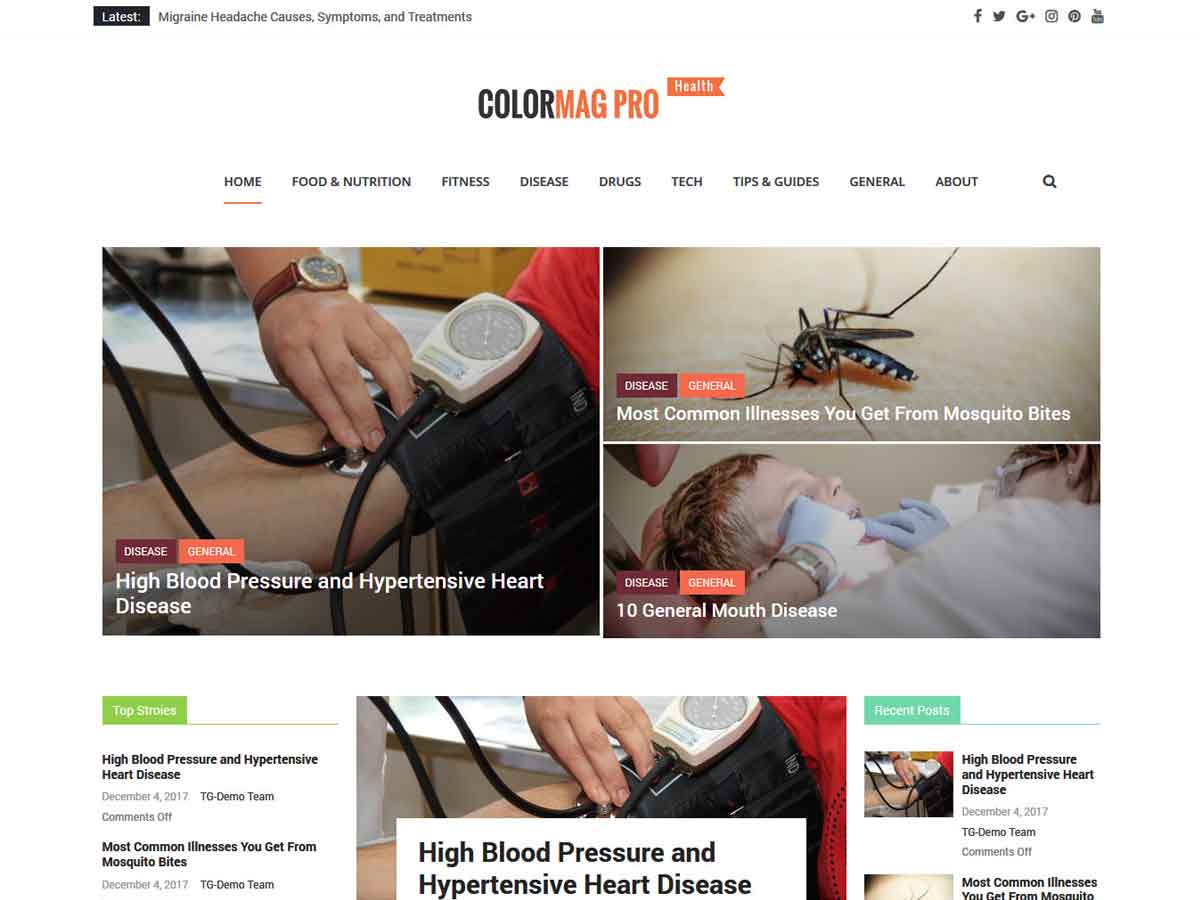 Latest: Migraine Headache Causes, Symptoms, and Treatments
COLORMAG PRO Health
HOME FOOD & NUTRITION FITNESS DISEASE DRUGS TECH TIPS & GUIDES GENERAL ABOUT
DISEASE GENERAL
High Blood Pressure and Hypertensive Heart
Disease
DISEASE GENERAL
Most Common Illnesses You Get From Mosquito Bites
DISEASE GENERAL
10 General Mouth Disease
Top Stroies
High Blood Pressure and Hypertensive
Heart Disease
December 4, 2017 TG-Demo Team
Comments Off
Most Common Illnesses You Get From
Mosquito Bites
December 4, 2017 TG-Demo Team
High Blood Pressure and
Hypertensive Heart Disease
Recent Posts
High Blood Pressure
and Hypertensive Heart
Disease
December 4, 2017
TG-Demo Team
Comments Off
Most Common Illnesses
You Get From Mosquito